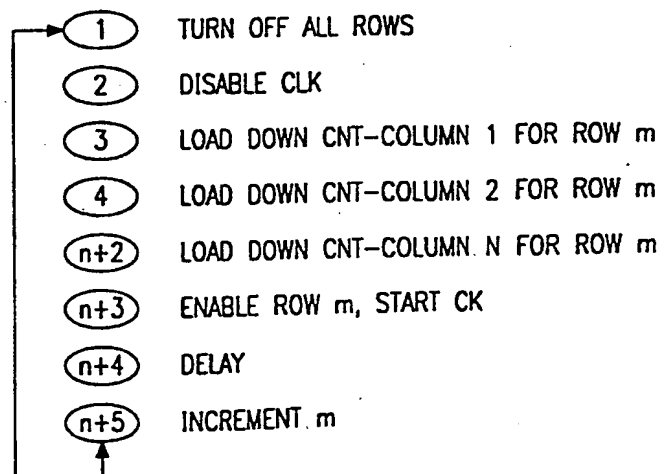 1 TURN OFF ALL ROWS
2 DISABLE CLK
3 LOAD DOWN CNT-COLUMN 1 FOR ROW m
4 LOAD DOWN CNT-COLUMN 2 FOR ROW m
n+2 LOAD DOWN CNT-COLUMN N FOR ROW m
n+3 ENABLE ROW m, START CK
n+4 DELAY
n+5 INCREMENT m